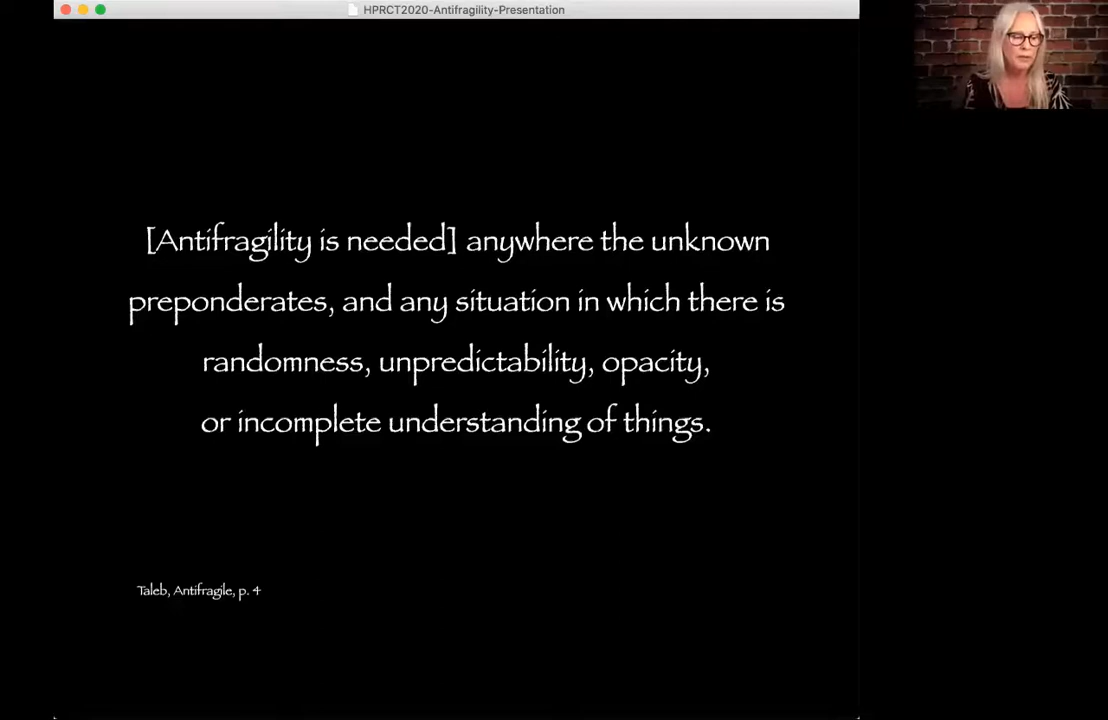 HPRCT2020-Antifragility-Presentation
[Antifragility is needed] anywhere the unknown
preponderates, and any situation in which there is
randomness, unpredictability, opacity,
or incomplete understanding of things.
Taleb, Antifragile, p. 4